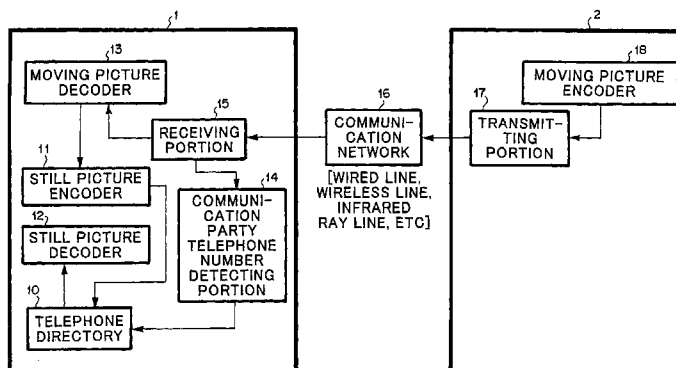 1
2
13
MOVING PICTURE
DECODER
15
RECEIVING
PORTION
11
STILL PICTURE
ENCODER
12
STILL PICTURE
DECODER
10
TELEPHONE
DIRECTORY
14
COMMUNI-
CATION
PARTY
TELEPHONE
NUMBER
DETECTING
PORTION
16
COMMUNI-
CATION
NETWORK
[WIRED LINE,
WIRELESS LINE,
INFRARED
RAY LINE, ETC]
17
TRANSMIT-
TING
PORTION
18
MOVING PICTURE
ENCODER